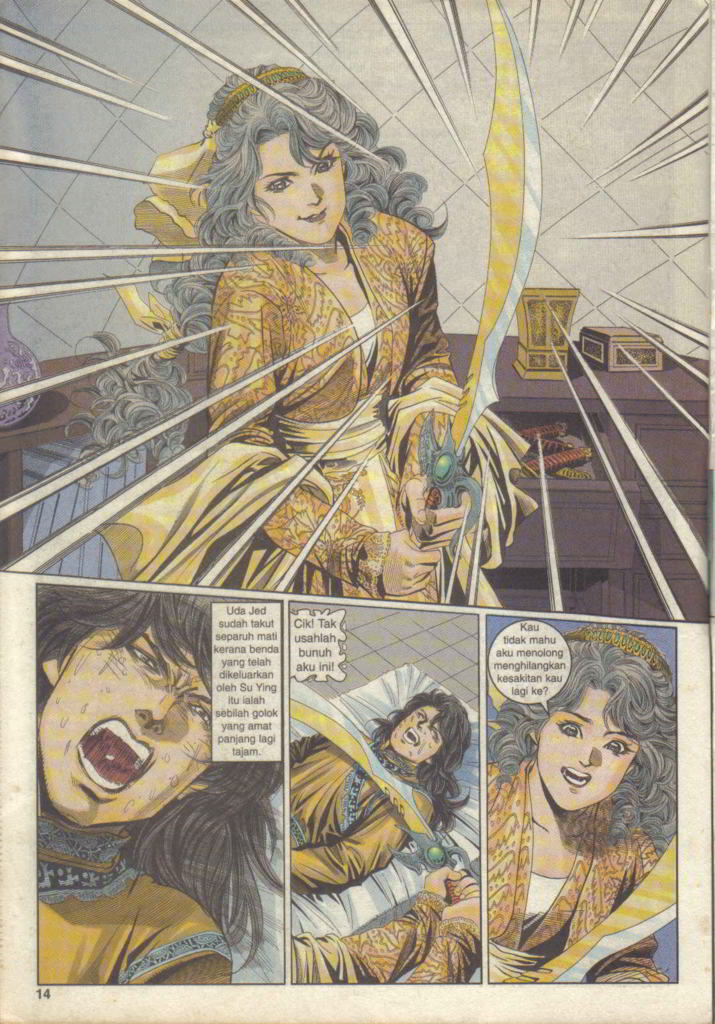 Uda Jed
sudah takut
separuh mati
kerana benda
yang telah
dikeluarkan
oleh Su Ying
itu ialah
sebilah golok
yang amat
panjang lagi
tajam.
Cik! Tak
usahlah
bunuh
aku ini!
Kau
tidak mahu
aku menolong
menghilangkan
kesakitan kau
lagi ke?
14